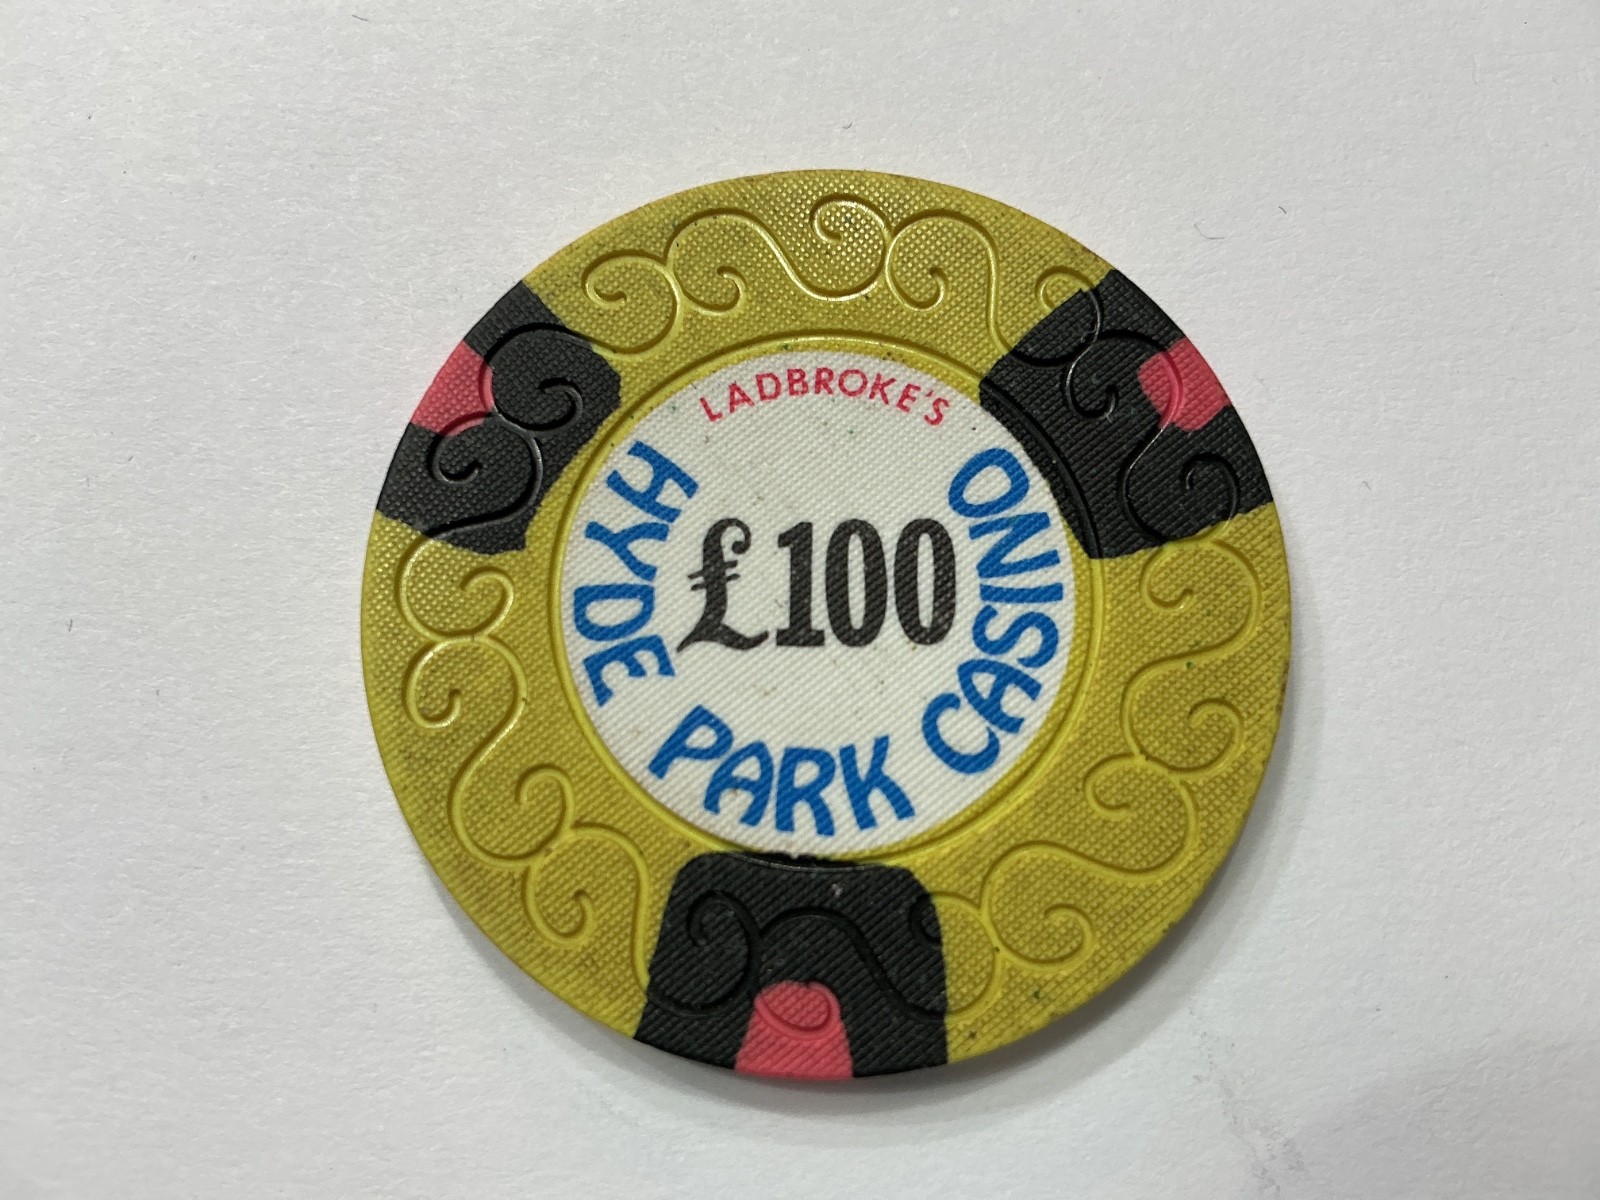 LADBROKE'S
£100
HYDE PARK CASINO